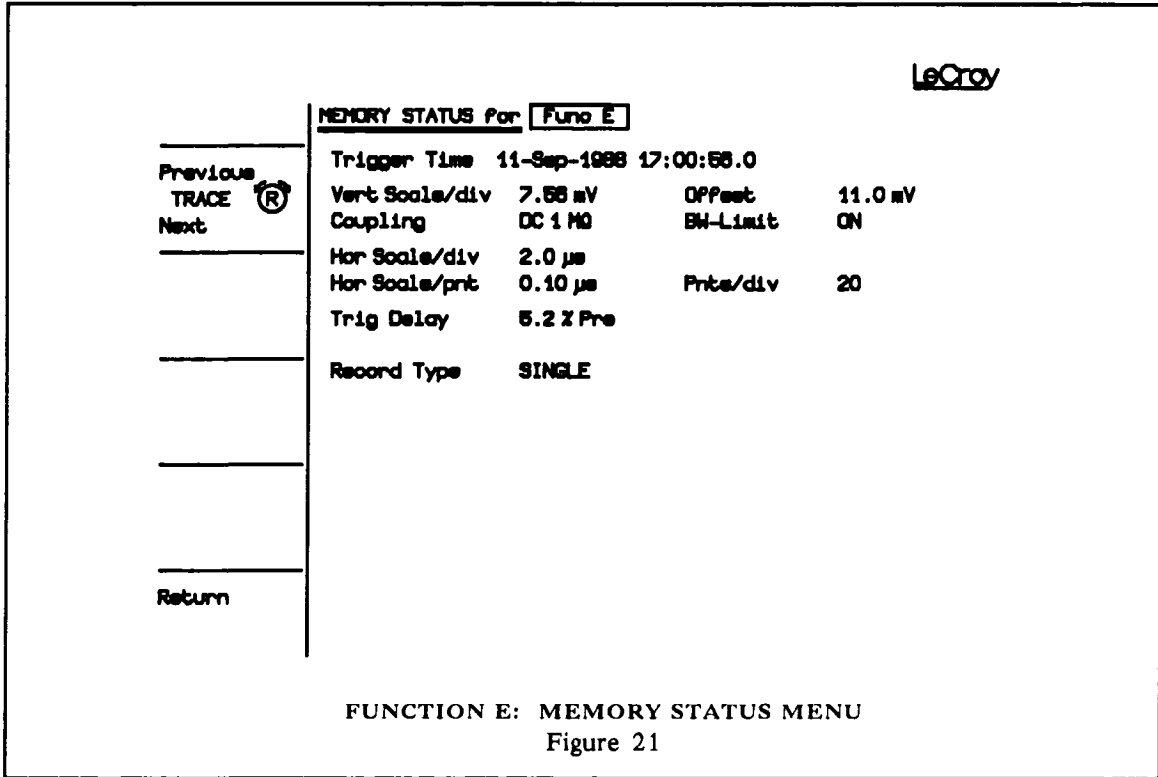 LeCroy
MEMORY STATUS for Func E
Trigger Time 11-Sep-1988 17:00:56.0
Previous
TRACE R
Next
Vert Scale/div 7.56 mV Offset 11.0 mV
Coupling DC 1 MΩ BW-Limit ON
Hor Scale/div 2.0 µs
Hor Scale/pnt 0.10 µs Pnts/div 20
Trig Delay 5.2 % Pre
Record Type SINGLE
Return
FUNCTION E: MEMORY STATUS MENU
Figure 21